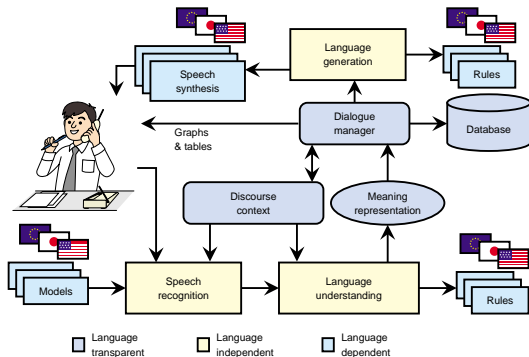 Speech
synthesis
Language
generation
Rules
Graphs
& tables
Dialogue
manager
Database
Discourse
context
Meaning
representation
Models
Speech
recognition
Language
understanding
Rules
Language
transparent
Language
independent
Language
dependent